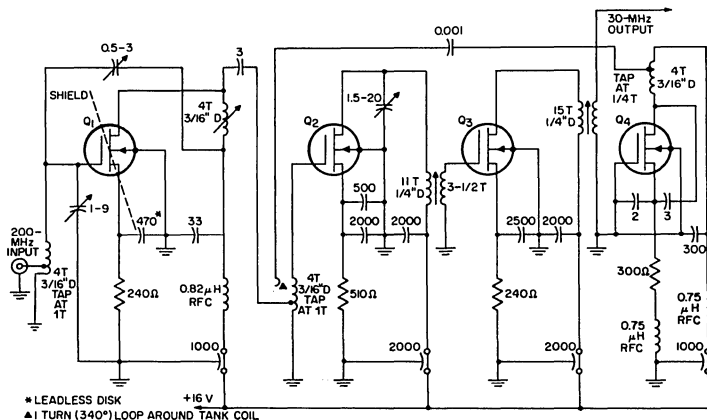 0.5-3
3
0.001
30-MHz
OUTPUT
SHIELD
Q1
4T
3/16"D
Q2
1.5-20
Q3
15T
1/4"D
TAP
AT
1/4T
4T
3/16"D
Q4
1-9
470*
33
500
2000
2000
11T
1/4"D
3-1/2T
2500
2000
2
3
300
200-
MHz
INPUT
4T
3/16"D
TAP
AT
1T
240Ω
0.82μH
RFC
▲
4T
3/16"D
TAP
AT 1T
510Ω
240Ω
300Ω
0.75
μH
RFC
0.75
μH
RFC
1000
2000
2000
1000
* LEADLESS DISK
+16 V
▲ 1 TURN (340°) LOOP AROUND TANK COIL